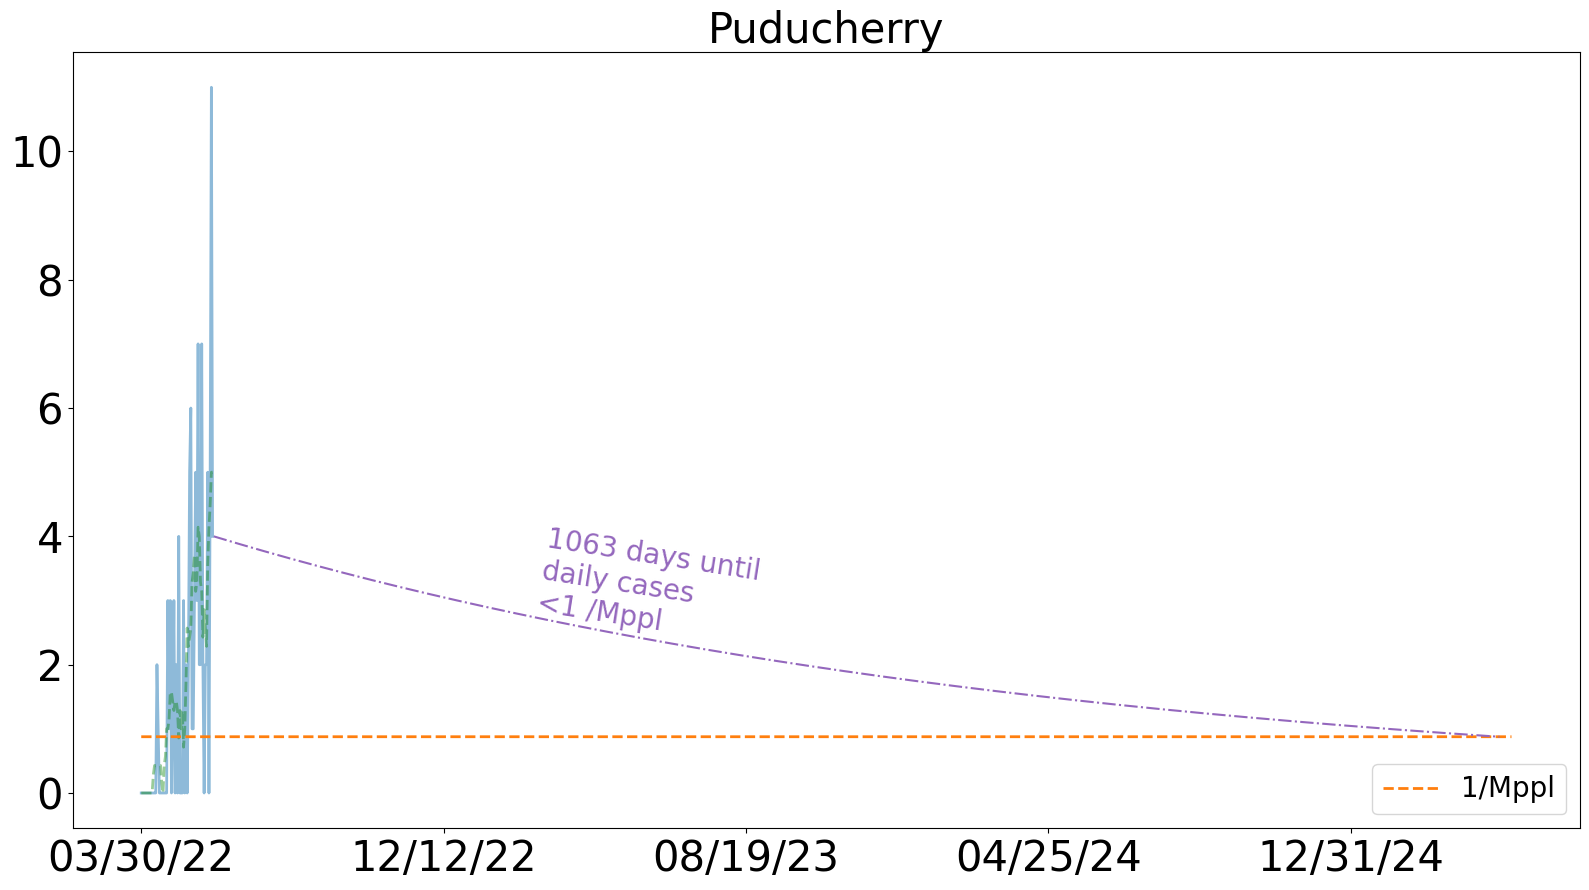 Puducherry
10
8
6
4
2
0
1063 days until
daily cases
<1 /Mppl
1/Mppl
03/30/22
12/12/22
08/19/23
04/25/24
12/31/24